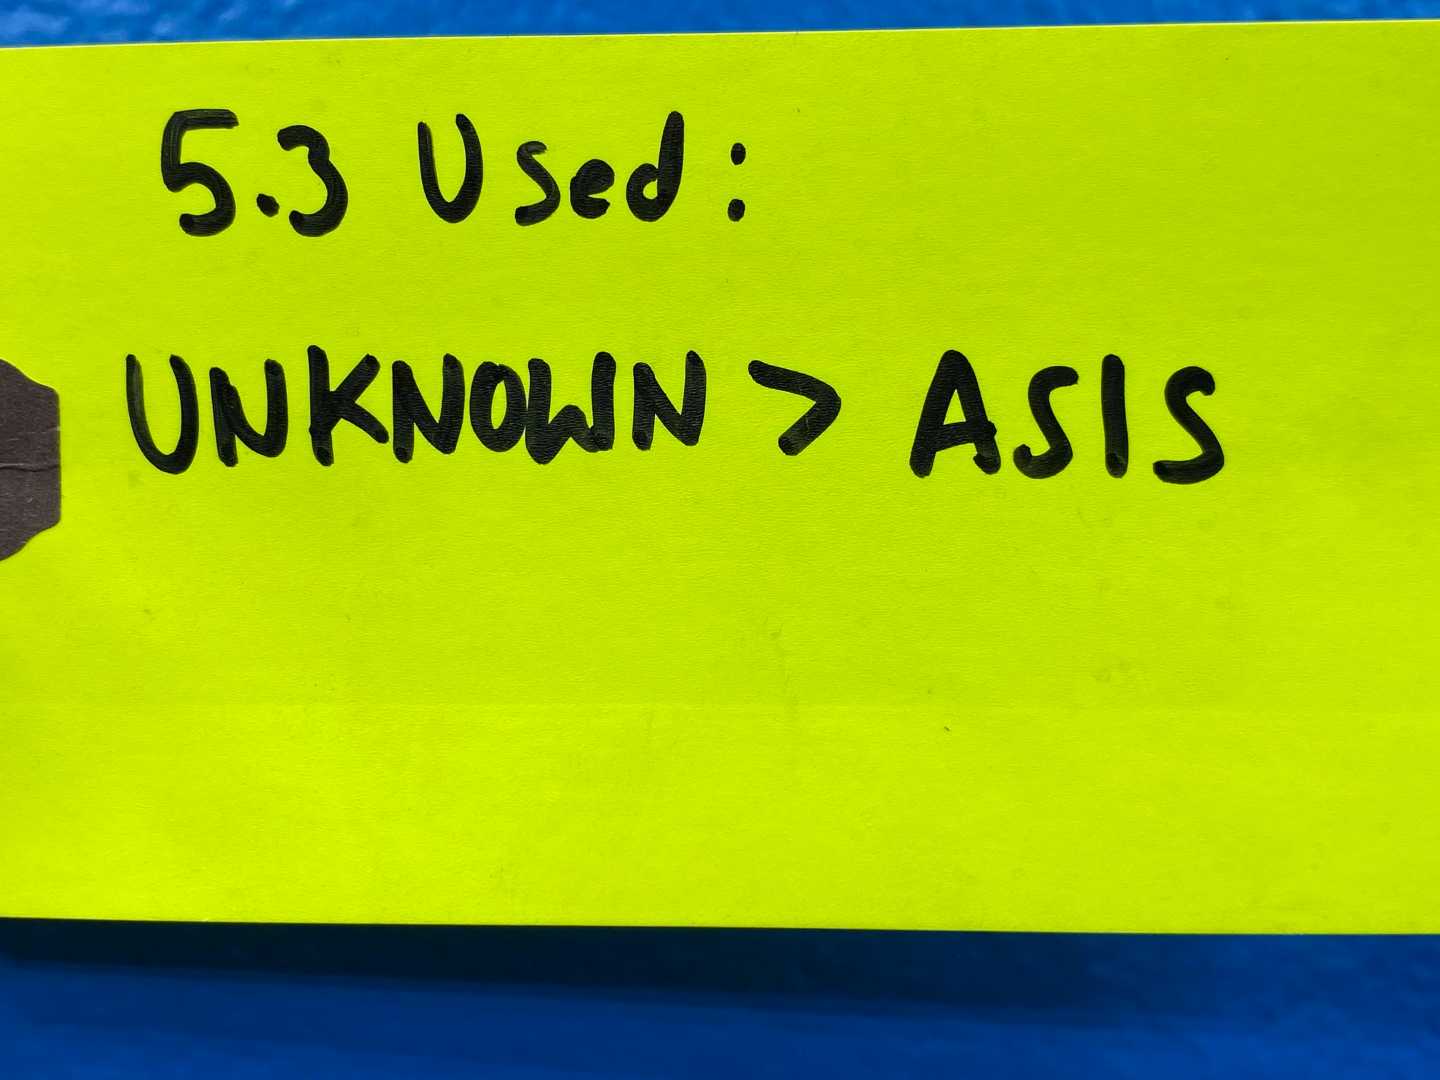 5.3 Used:
UNKNOWN > ASIS